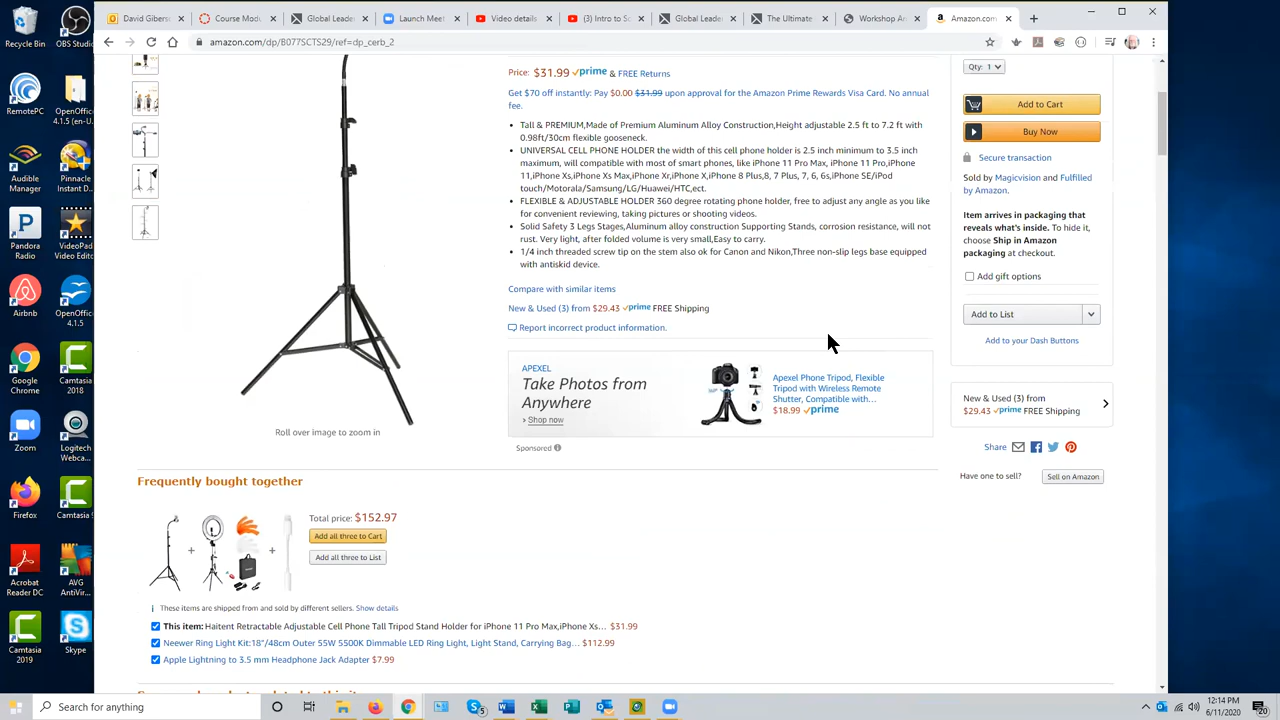 David Gibers
Course Modu
Global Leade
Launch Meet
Video details
(3) Intro to Sc
Global Leade
The Ultimate
Workshop An
Amazon.com
amazon.com/dp/B077SCTS29/ref=dp_cerb_2
Recycle Bin
OBS Studio
RemotePC
OpenOffice 4.1.5 (en-U
Audible Manager
Pinnacle Instant D
Pandora Radio
VideoPad Video Edit
Airbnb
OpenOffice 4.1.5
Google Chrome
Camtasia 2018
Zoom
Logitech Webca
Firefox
Camtasia 9
Acrobat Reader DC
AVG AntiVir
Camtasia 2019
Skype
Roll over image to zoom in
Price: $31.99 prime & FREE Returns
Get $70 off instantly: Pay $0.00 $31.99 upon approval for the Amazon Prime Rewards Visa Card. No annual
fee.
• Tall & PREMIUM,Made of Premium Aluminum Alloy Construction,Height adjustable 2.5 ft to 7.2 ft with
0.98ft/30cm flexible gooseneck.
• UNIVERSAL CELL PHONE HOLDER the width of this cell phone holder is 2.5 inch minimum to 3.5 inch
maximum, will compatible with most of smart phones, like iPhone 11 Pro Max, iPhone 11 Pro,iPhone
11,iPhone Xs,iPhone Xs Max,iPhone Xr,iPhone X,iPhone 8 Plus,8, 7 Plus, 7, 6, 6s,iPhone SE/iPod
touch/Motorala/Samsung/LG/Huawei/HTC,ect.
• FLEXIBLE & ADJUSTABLE HOLDER 360 degree rotating phone holder, free to adjust any angle as you like
for convenient reviewing, taking pictures or shooting videos.
• Solid Safety 3 Legs Stages,Aluminum alloy construction Supporting Stands, corrosion resistance, will not
rust. Very light, after folded volume is very small,Easy to carry.
• 1/4 inch threaded screw tip on the stem also ok for Canon and Nikon,Three non-slip legs base equipped
with antiskid device.
Compare with similar items
New & Used (3) from $29.43 prime FREE Shipping
Report incorrect product information.
APEXEL
Take Photos from
Anywhere
› Shop now
Apexel Phone Tripod, Flexible
Tripod with Wireless Remote
Shutter, Compatible with…
$18.99 prime
Sponsored
Qty: 1
Add to Cart
Buy Now
Secure transaction
Sold by Magicvision and Fulfilled
by Amazon.
Item arrives in packaging that
reveals what's inside. To hide it,
choose Ship in Amazon
packaging at checkout.
Add gift options
Add to List
Add to your Dash Buttons
New & Used (3) from
$29.43 prime FREE Shipping
Share
Have one to sell?
Sell on Amazon
Frequently bought together
Total price: $152.97
Add all three to Cart
Add all three to List
These items are shipped from and sold by different sellers. Show details
This item: Haitent Retractable Adjustable Cell Phone Tall Tripod Stand Holder for iPhone 11 Pro Max,iPhone Xs… $31.99
Neewer Ring Light Kit:18"/48cm Outer 55W 5500K Dimmable LED Ring Light, Light Stand, Carrying Bag… $112.99
Apple Lightning to 3.5 mm Headphone Jack Adapter $7.99
Search for anything
12:14 PM
6/11/2020
5
20